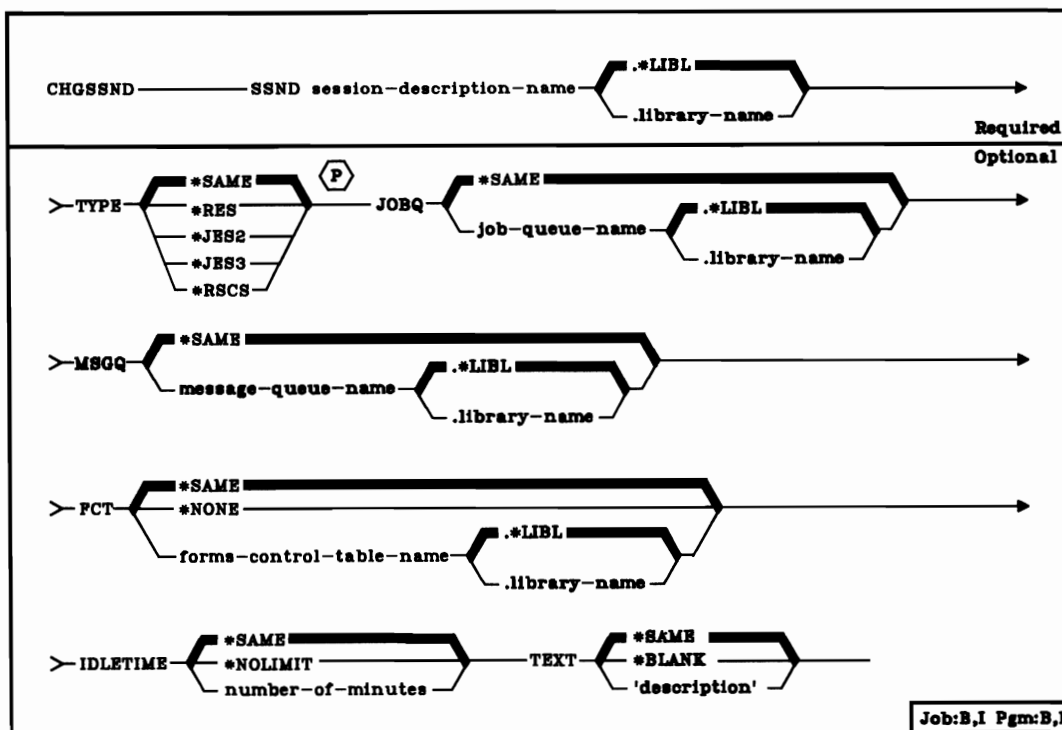 .*LIBL
CHGSSND SSND session-description-name
.library-name
Required
Optional
P
*SAME
TYPE *RES
*JES2
*JES3
*RSCS
JOBQ *SAME
.*LIBL
job-queue-name
.library-name
*SAME
MSGQ
.*LIBL
message-queue-name
.library-name
*SAME
FCT *NONE
.*LIBL
forms-control-table-name
.library-name
*SAME
IDLETIME *NOLIMIT
number-of-minutes
*SAME
TEXT *BLANK
'description'
Job:B,I Pgm:B,